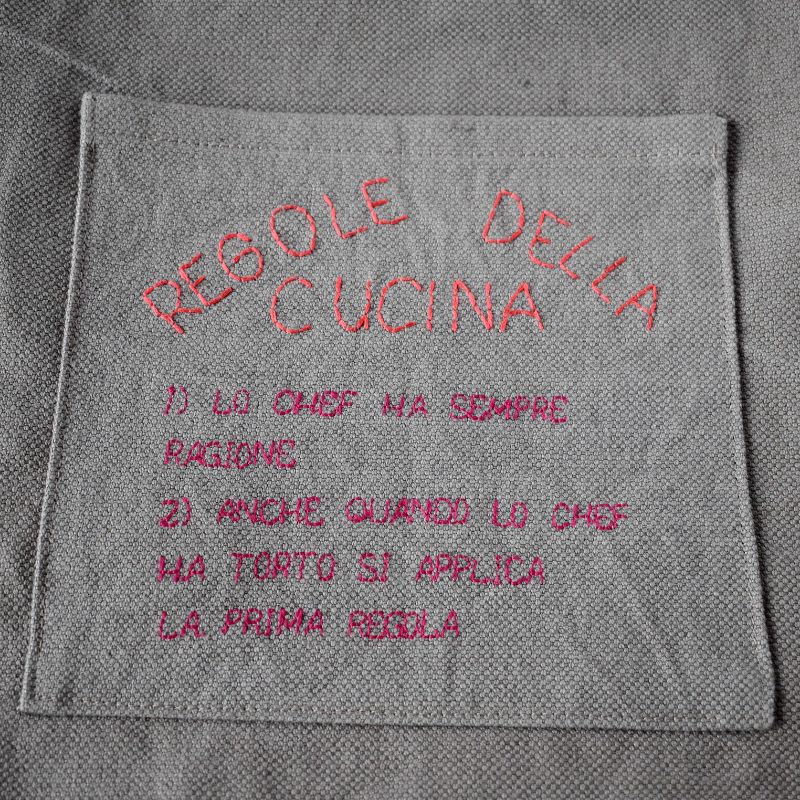 REGOLE DELLA
CUCINA
1) LO CHEF HA SEMPRE
RAGIONE
2) ANCHE QUANDO LO CHEF
HA TORTO SI APPLICA
LA PRIMA REGOLA